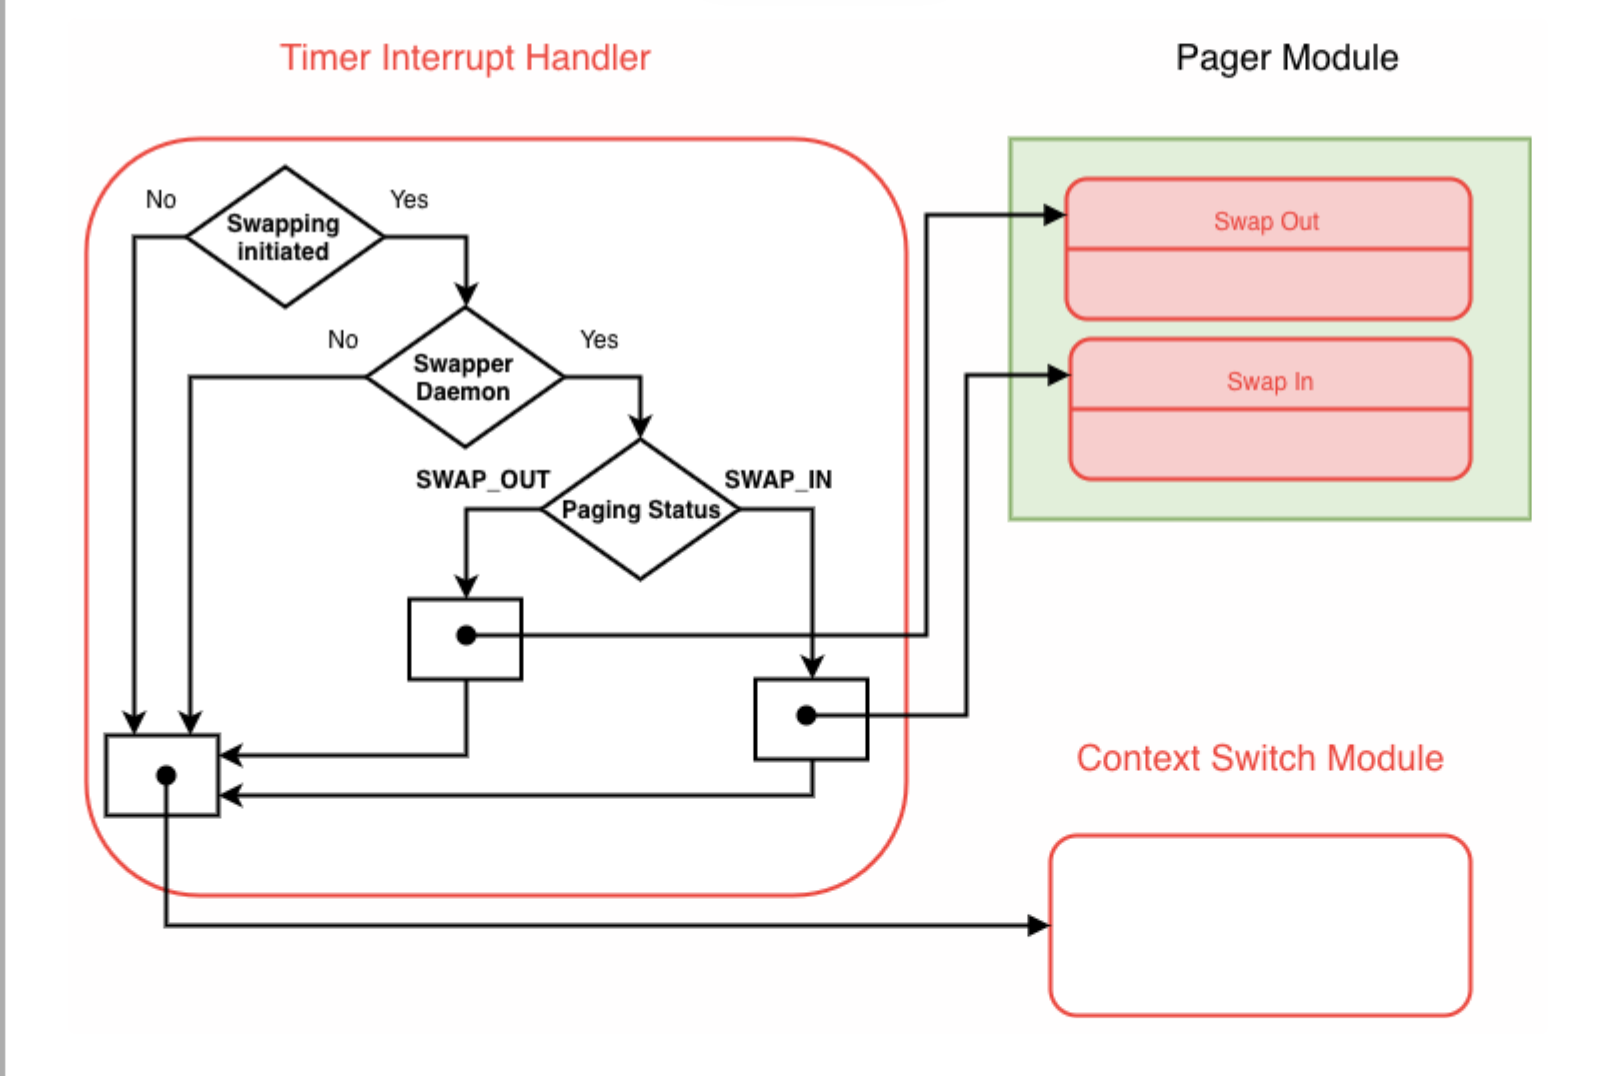 Timer Interrupt Handler
Pager Module
No
Yes
Swapping
initiated
Swap Out
No
Yes
Swapper
Daemon
Swap In
SWAP_OUT
SWAP_IN
Paging Status
Context Switch Module